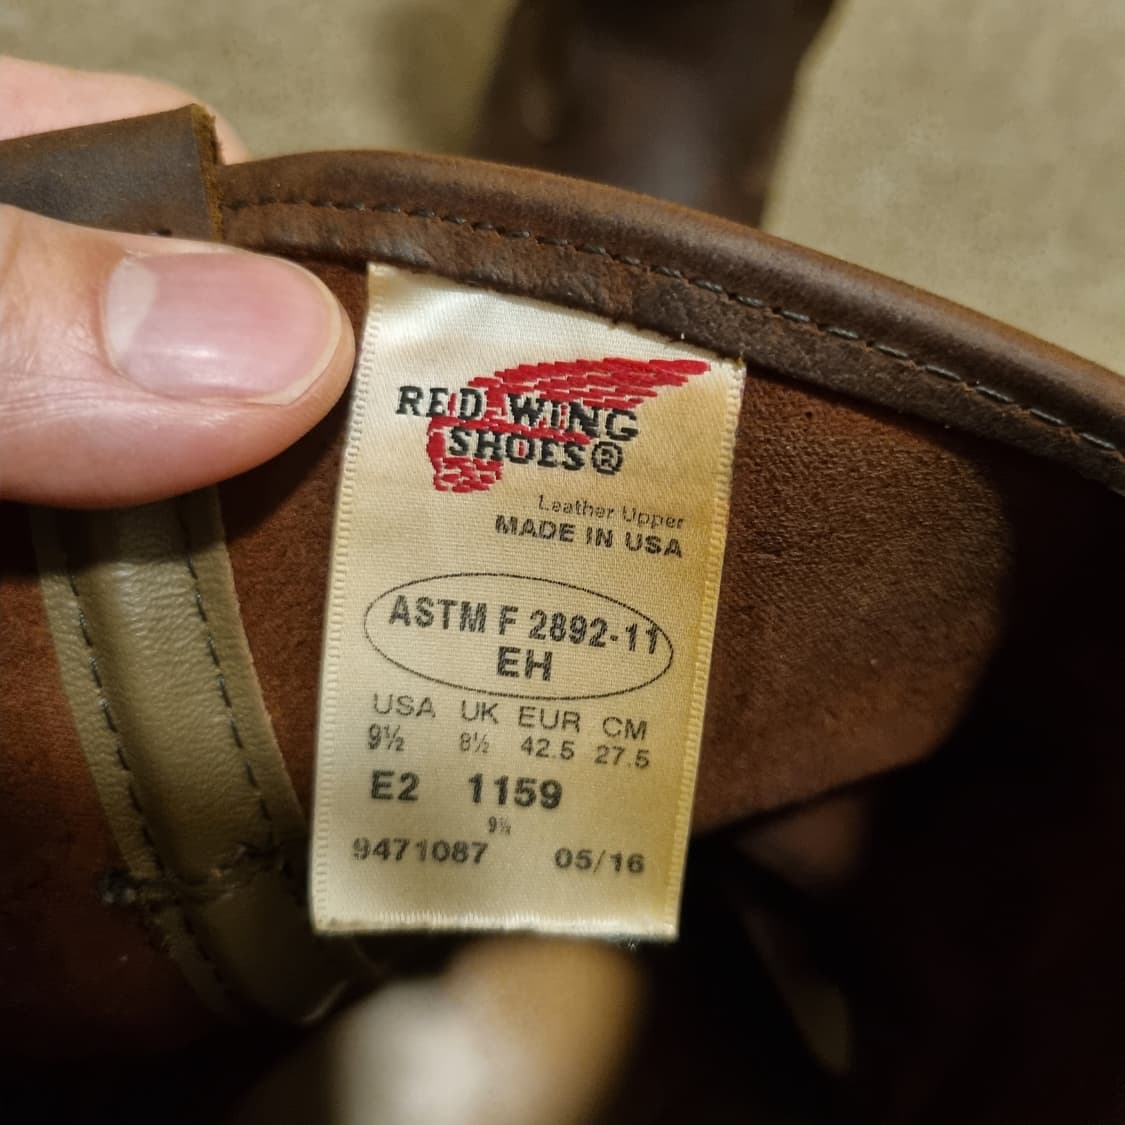 RED WING
SHOES®
Leather Upper
MADE IN USA
ASTM F 2892-11
EH
USA UK EUR CM
9½ 8½ 42.5 27.5
E2 1159
9½
9471087 05/16